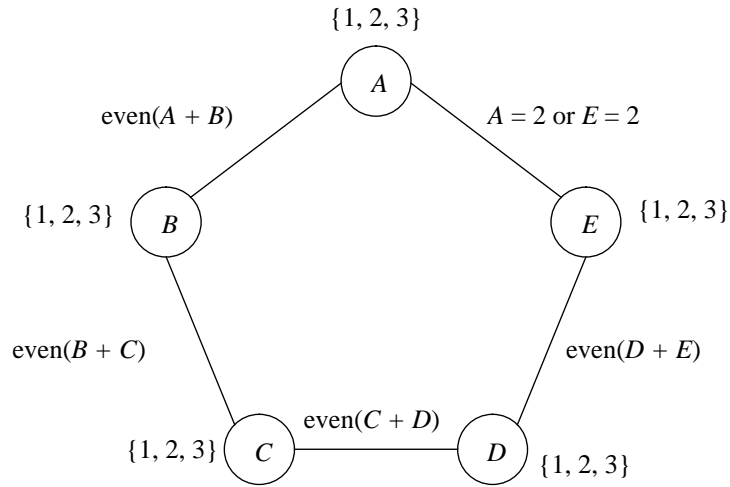 {1, 2, 3}
A
even(A + B)
A = 2 or E = 2
{1, 2, 3}
B
E
{1, 2, 3}
even(B + C)
even(D + E)
even(C + D)
{1, 2, 3}
C
D
{1, 2, 3}